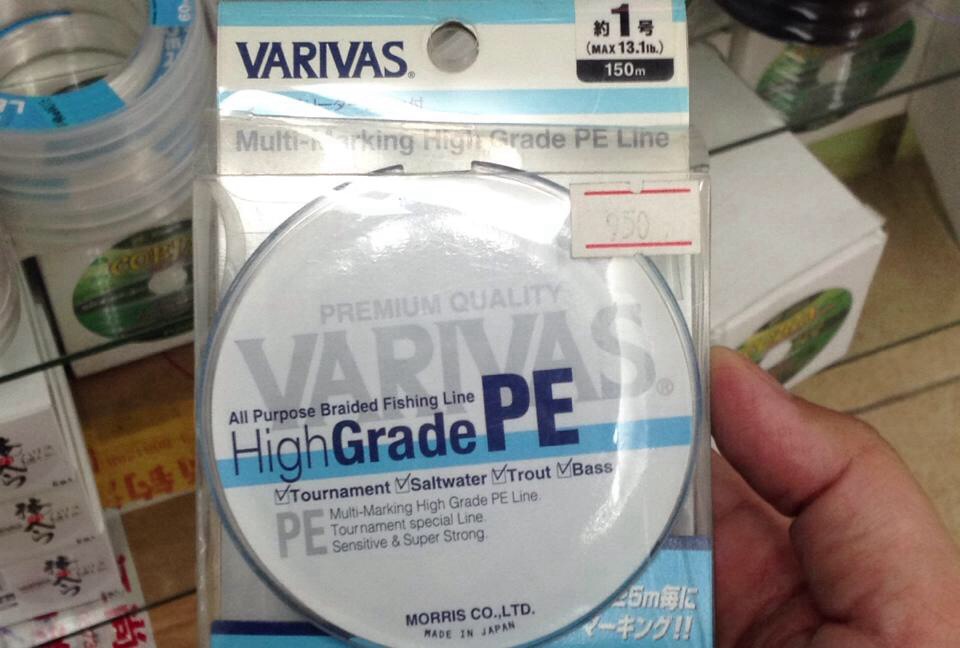 VARIVAS®
約1号
(MAX 13.1lb.)
150m
Multi-Marking High Grade PE Line
950
PREMIUM QUALITY
VARIVAS®
All Purpose Braided Fishing Line
HighGrade PE
Tournament Saltwater Trout Bass
PE Multi-Marking High Grade PE Line.
Tournament special Line.
Sensitive & Super Strong.
25m毎に
マーキング!!
MORRIS CO.,LTD.
MADE IN JAPAN